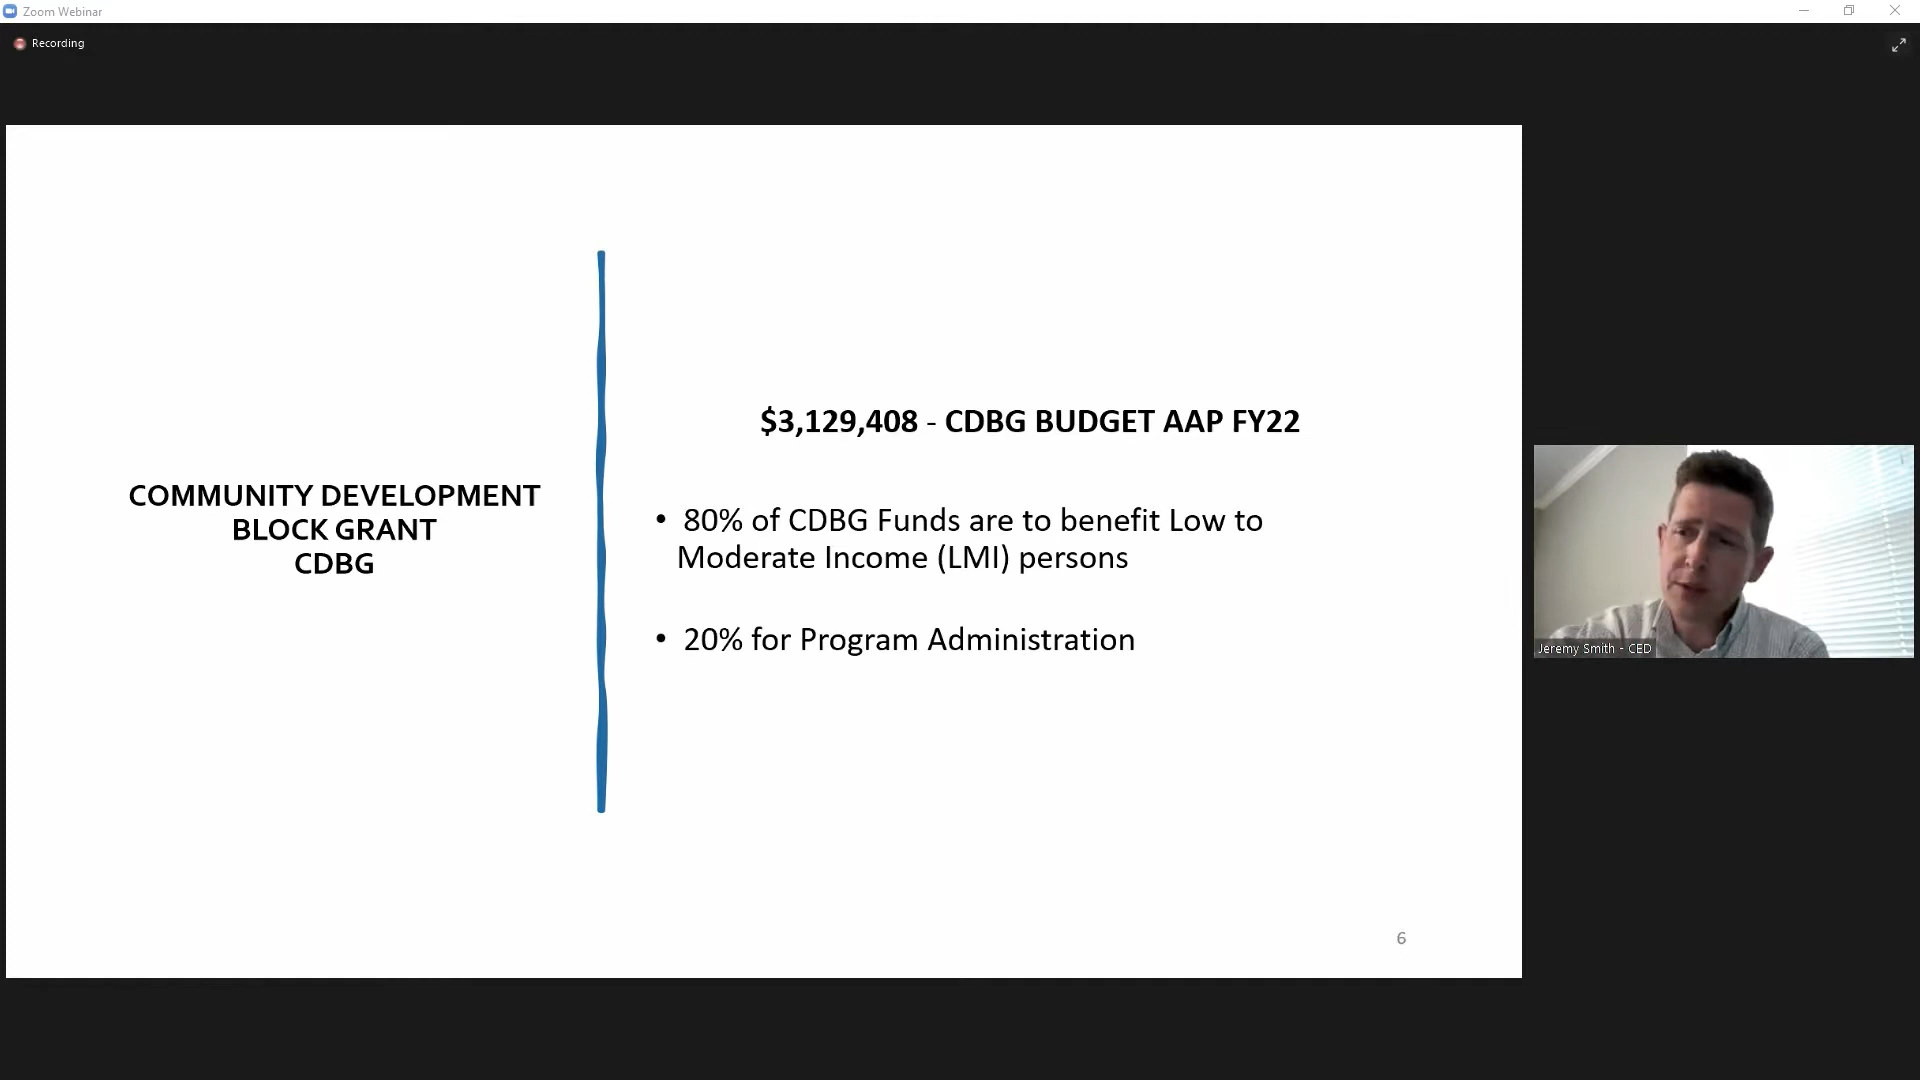 Zoom Webinar
Recording
COMMUNITY DEVELOPMENT
BLOCK GRANT
CDBG
$3,129,408 - CDBG BUDGET AAP FY22
• 80% of CDBG Funds are to benefit Low to
Moderate Income (LMI) persons
• 20% for Program Administration
6
Jeremy Smith - CED